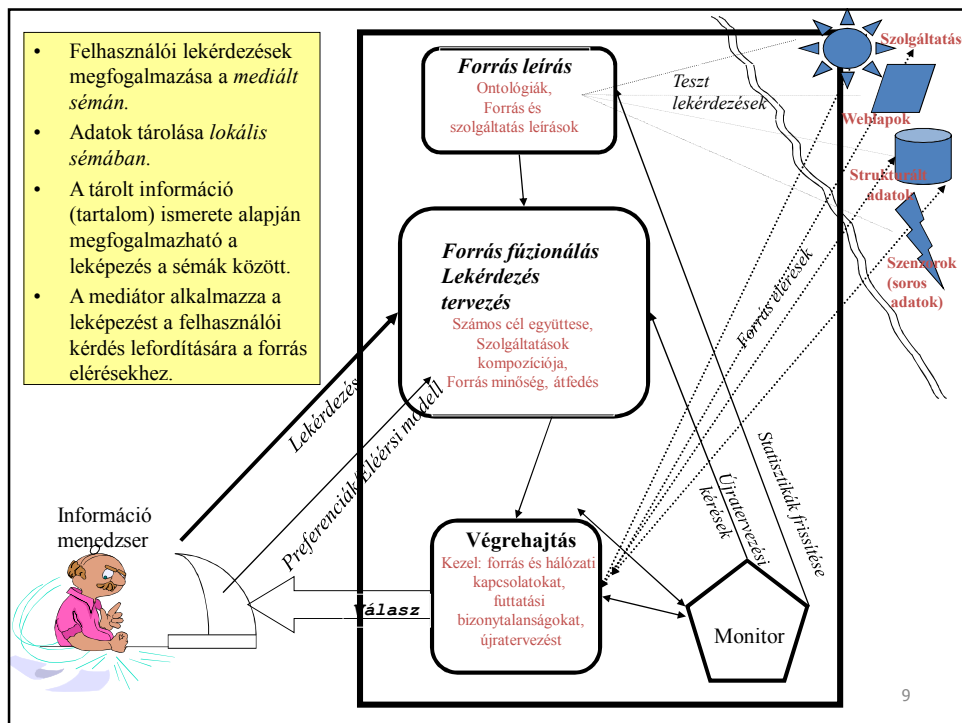 • Felhasználói lekérdezések
megfogalmazása a mediált
sémán.
• Adatok tárolása lokális
sémában.
• A tárolt információ
(tartalom) ismerete alapján
megfogalmazható a
leképezés a sémák között.
• A mediátor alkalmazza a
leképezést a felhasználói
kérdés lefordítására a forrás
elérésekhez.
Forrás leírás
Ontológiák,
Forrás és
szolgáltatás leírások
Teszt
lekérdezések
Szolgáltatás
Weblapok
Strukturált
adatok
Szenzorok
(soros
adatok)
Forrás fúzionálás
Lekérdezés
tervezés
Számos cél együttese,
Szolgáltatások
kompozíciója,
Forrás minőség, átfedés
Forrás elérések
Lekérdezés
Preferenciák/Eléérsi modell
Újratervezési
kérések
Statisztikák frissítése
Információ
menedzser
Válasz
Végrehajtás
Kezel: forrás és hálózati
kapcsolatokat,
futtatási
bizonytalanságokat,
újratervezést
Monitor
9